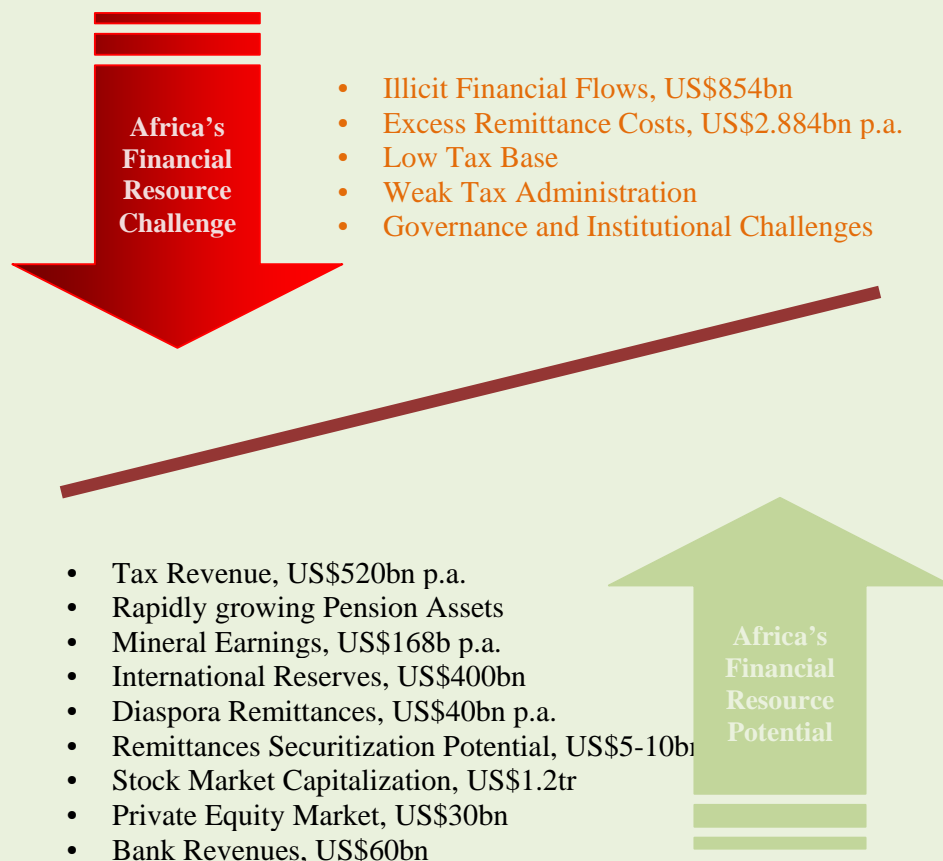 Africa's
Financial
Resource
Challenge
• Illicit Financial Flows, US$854bn
• Excess Remittance Costs, US$2.884bn p.a.
• Low Tax Base
• Weak Tax Administration
• Governance and Institutional Challenges
• Tax Revenue, US$520bn p.a.
• Rapidly growing Pension Assets
• Mineral Earnings, US$168b p.a.
• International Reserves, US$400bn
• Diaspora Remittances, US$40bn p.a.
• Remittances Securitization Potential, US$5-10bn
• Stock Market Capitalization, US$1.2tr
• Private Equity Market, US$30bn
• Bank Revenues, US$60bn
Africa's
Financial
Resource
Potential